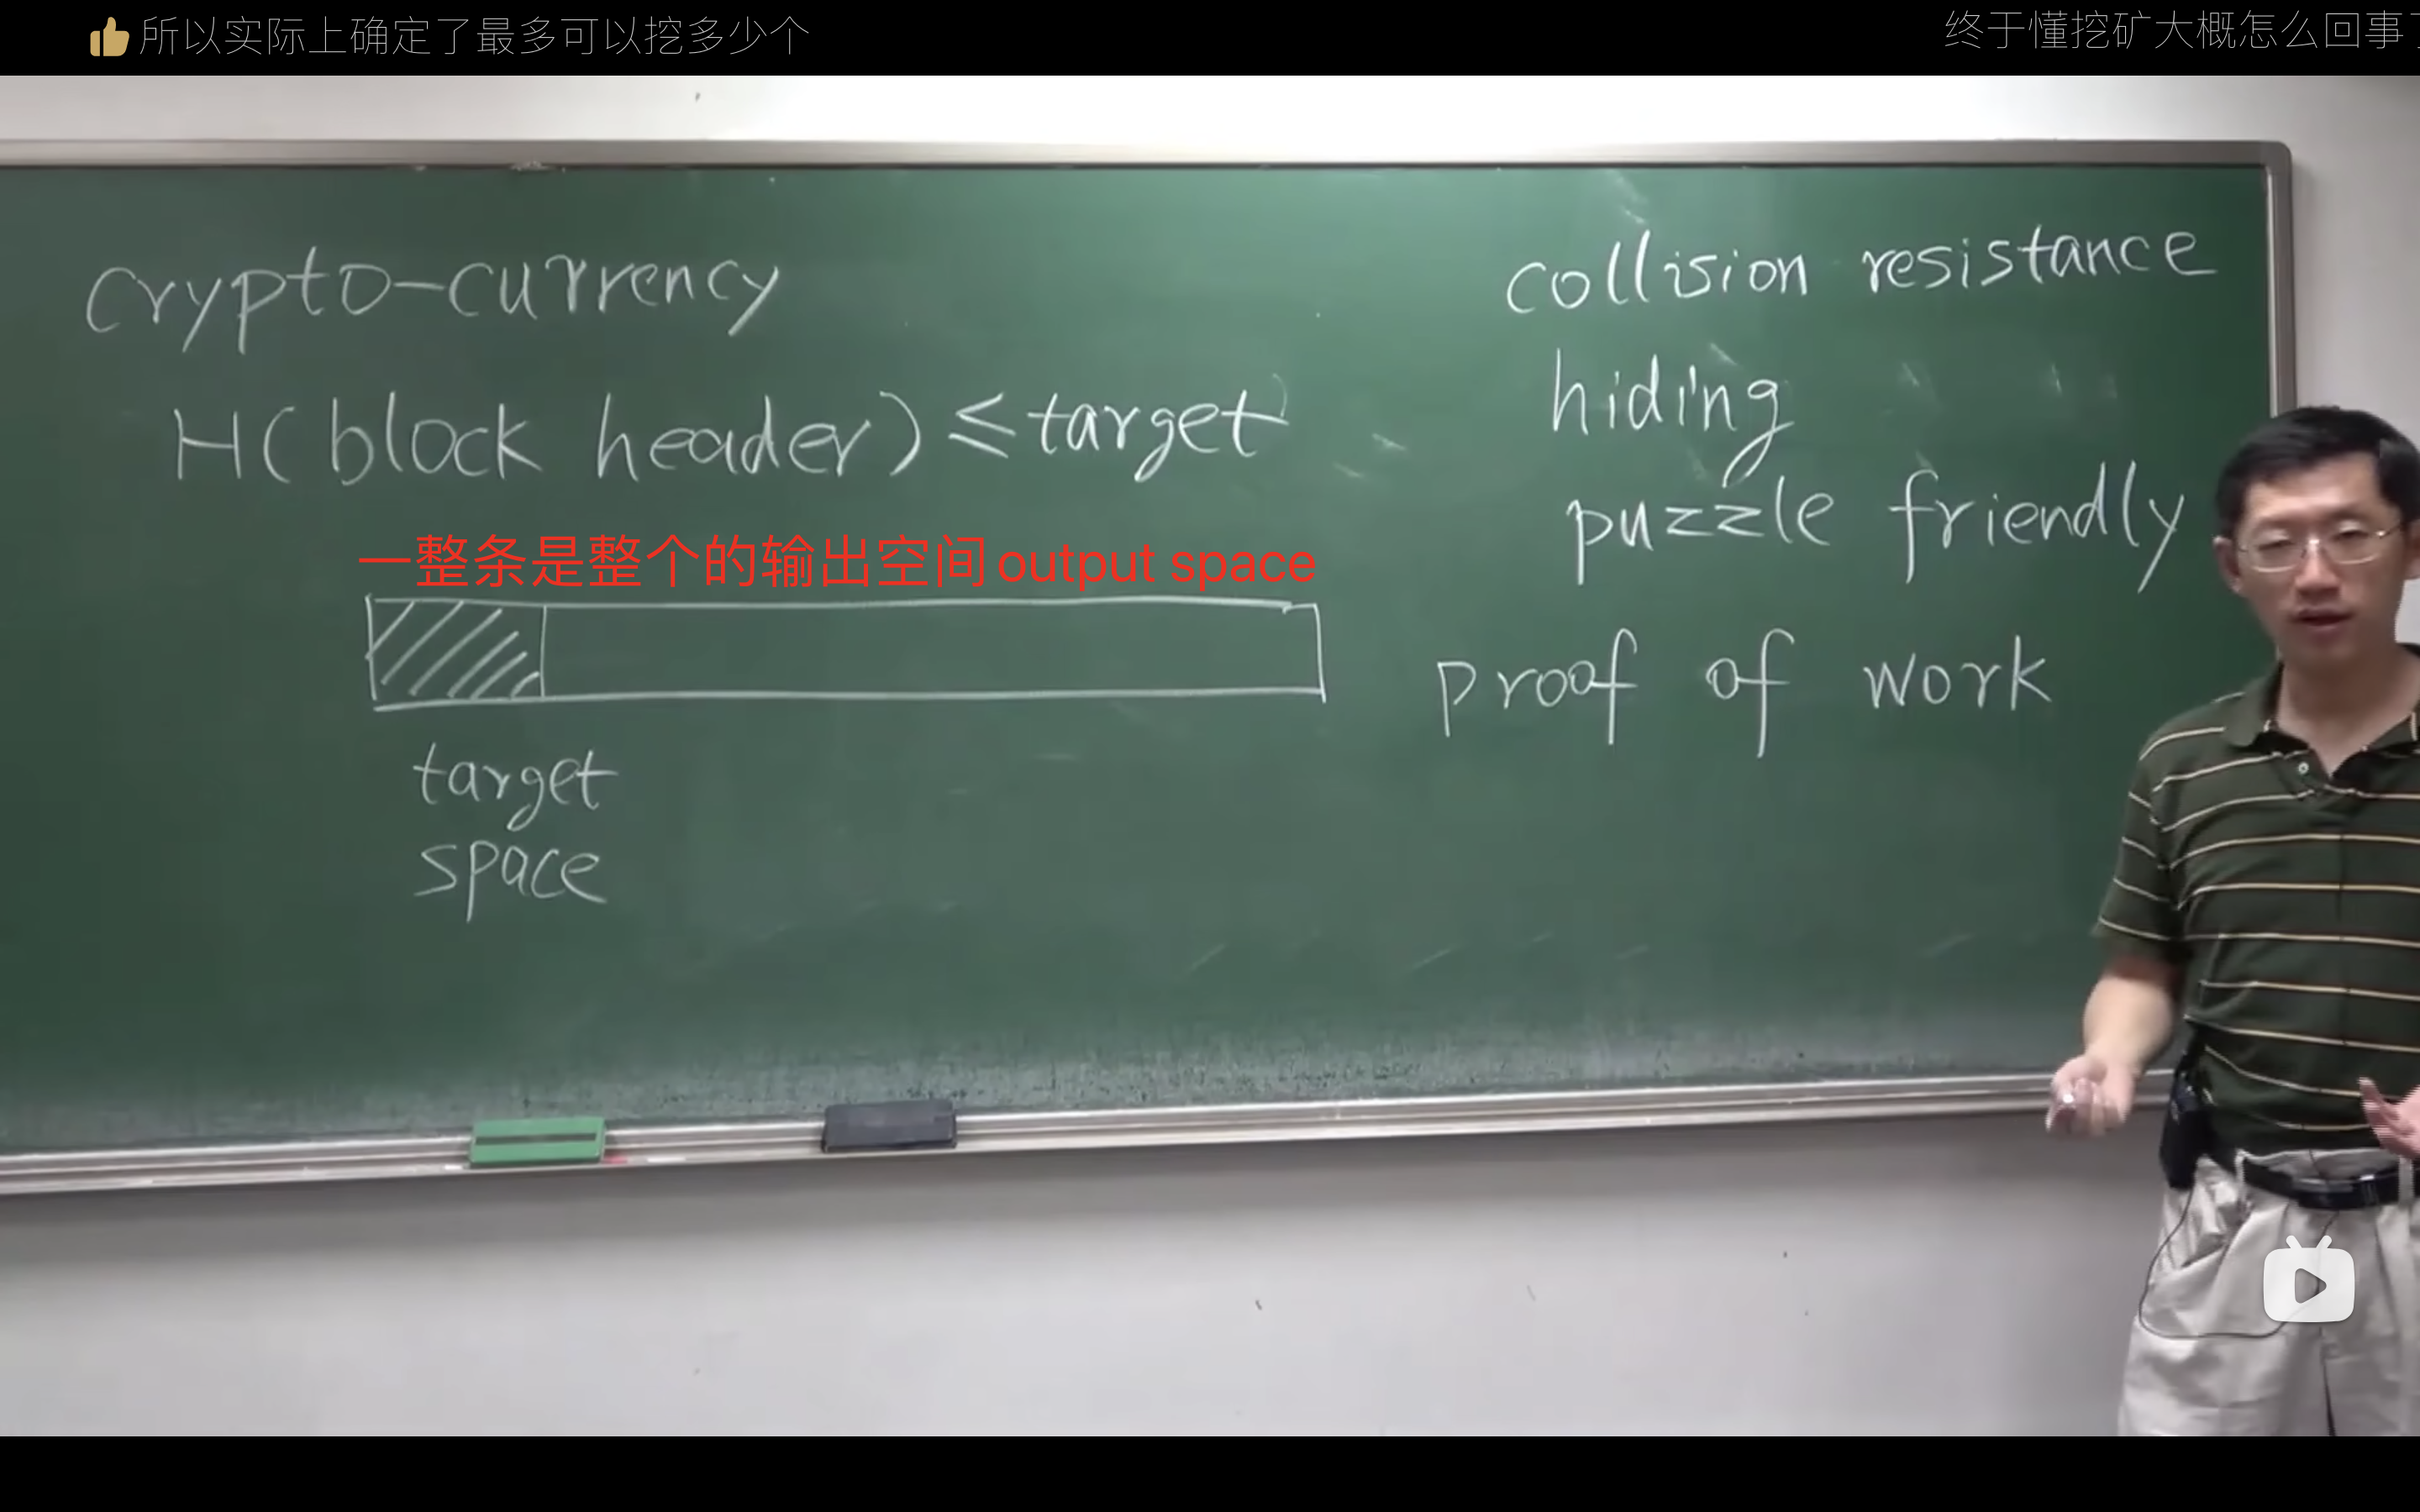 所以实际上确定了最多可以挖多少个
终于懂挖矿大概怎么回事
crypto-currency
H(block header) ≤ target
一整条是整个的输出空间output space
target
space
collision resistance
hiding
puzzle friendly
proof of work